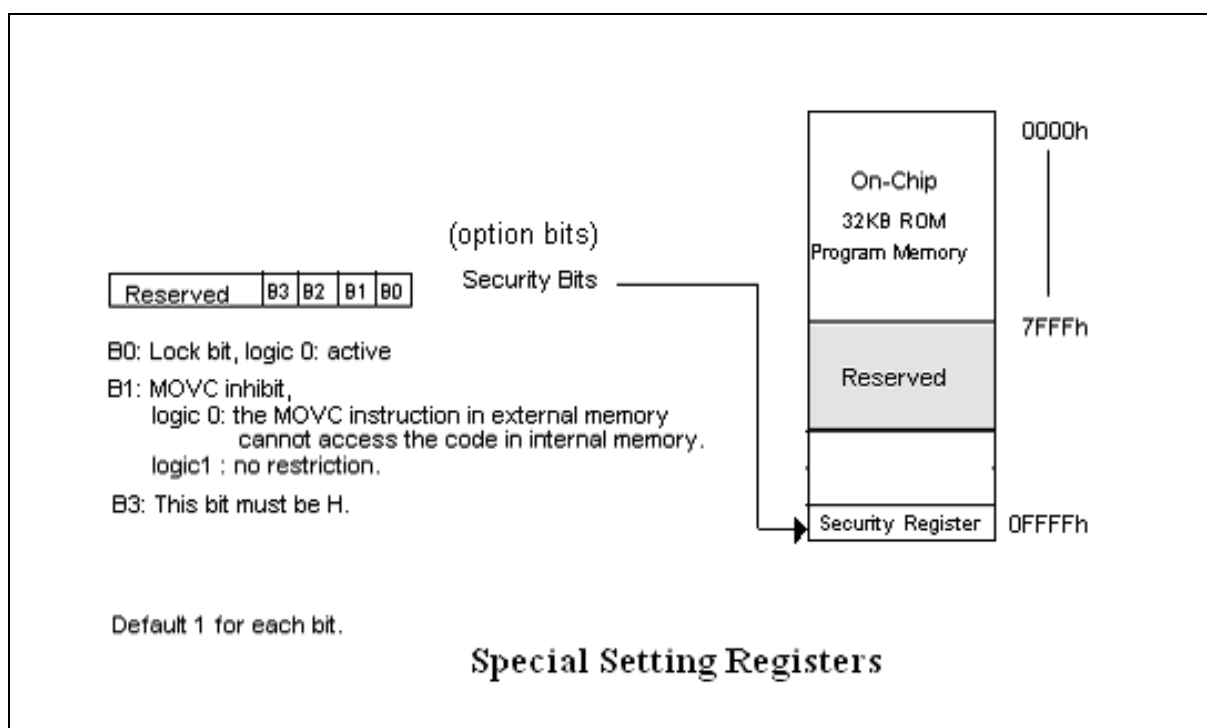 0000h
On-Chip
32KB ROM
Program Memory
(option bits)
Security Bits
Reserved B3 B2 B1 B0
7FFFh
B0: Lock bit, logic 0: active
Reserved
B1: MOVC inhibit,
logic 0: the MOVC instruction in external memory
cannot access the code in internal memory.
logic1 : no restriction.
B3: This bit must be H.
Security Register 0FFFFh
Default 1 for each bit.
Special Setting Registers